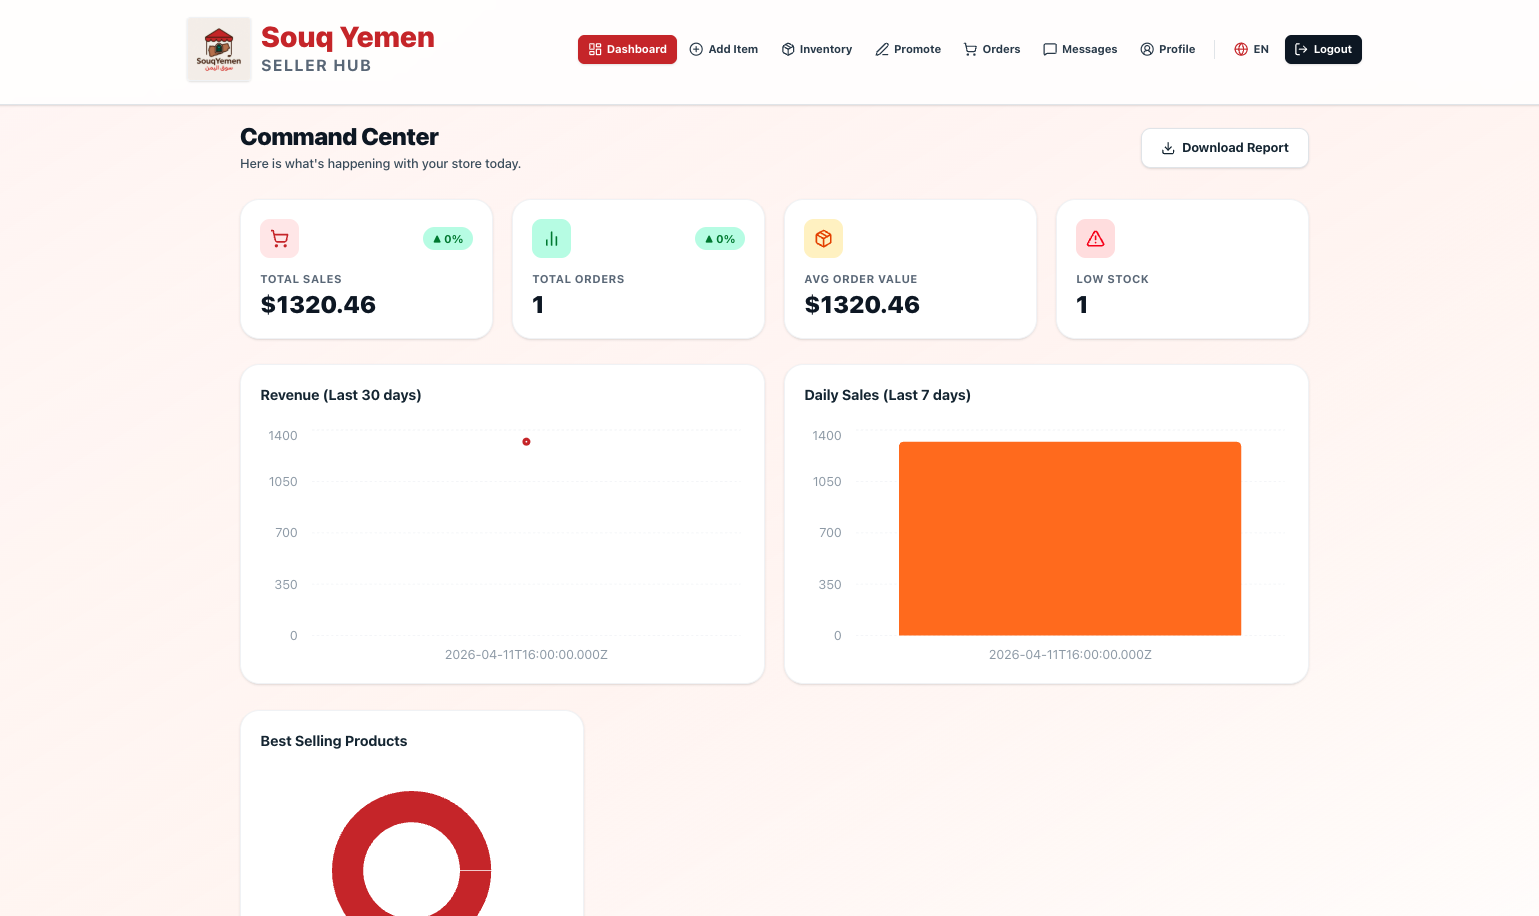 SouqYemen
سوق اليمن
Souq Yemen
SELLER HUB
Dashboard
Add Item
Inventory
Promote
Orders
Messages
Profile
EN
Logout
Command Center
Here is what's happening with your store today.
Download Report
▲ 0%
TOTAL SALES
$1320.46
▲ 0%
TOTAL ORDERS
1
AVG ORDER VALUE
$1320.46
LOW STOCK
1
Revenue (Last 30 days)
1400
1050
700
350
0
2026-04-11T16:00:00.000Z
Daily Sales (Last 7 days)
1400
1050
700
350
0
2026-04-11T16:00:00.000Z
Best Selling Products